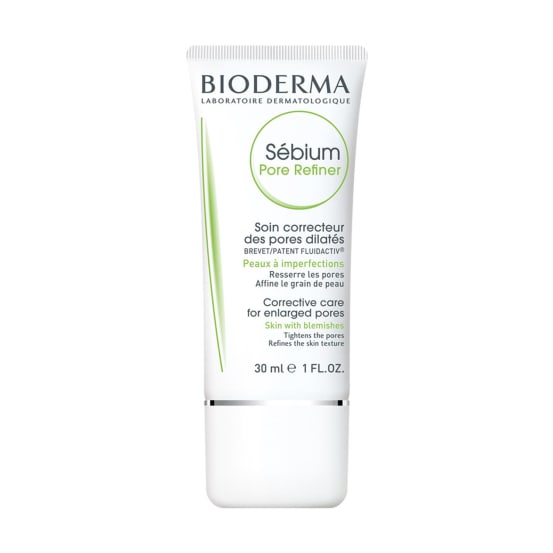 BIODERMA
LABORATOIRE DERMATOLOGIQUE
Sébium
Pore Refiner
Soin correcteur
des pores dilatés
BREVET/PATENT FLUIDACTIV®
Peaux à imperfections
Resserre les pores
Affine le grain de peau
Corrective care
for enlarged pores
Skin with blemishes
Tightens the pores
Refines the skin texture
30 ml ℮ 1 FL.OZ.